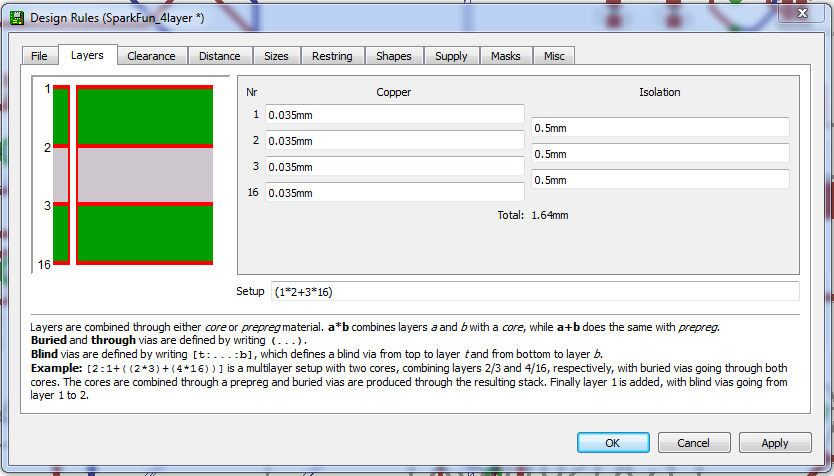 Design Rules (SparkFun_4layer *)
File Layers Clearance Distance Sizes Restring Shapes Supply Masks Misc
Nr Copper Isolation
1
2
3
16
1 0.035mm
0.5mm
2 0.035mm
0.5mm
3 0.035mm
0.5mm
16 0.035mm
Total: 1.64mm
Setup (1*2+3*16)
Layers are combined through either core or prepreg material. a*b combines layers a and b with a core, while a+b does the same with prepreg.
Buried and through vias are defined by writing (...).
Blind vias are defined by writing [t:...:b], which defines a blind via from top to layer t and from bottom to layer b.
Example: [2:1+((2*3)+(4*16))] is a multilayer setup with two cores, combining layers 2/3 and 4/16, respectively, with buried vias going through both
cores. The cores are combined through a prepreg and buried vias are produced through the resulting stack. Finally layer 1 is added, with blind vias going from
layer 1 to 2.
OK Cancel Apply